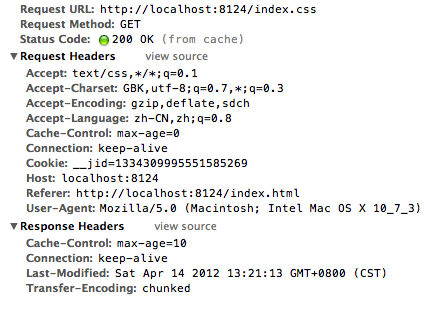 Request URL: http://localhost:8124/index.css
Request Method: GET
Status Code: 200 OK (from cache)
▼Request Headers view source
Accept: text/css,*/*;q=0.1
Accept-Charset: GBK,utf-8;q=0.7,*;q=0.3
Accept-Encoding: gzip,deflate,sdch
Accept-Language: zh-CN,zh;q=0.8
Cache-Control: max-age=0
Connection: keep-alive
Cookie: __jid=1334309995551585269
Host: localhost:8124
Referer: http://localhost:8124/index.html
User-Agent: Mozilla/5.0 (Macintosh; Intel Mac OS X 10_7_3)
▼Response Headers view source
Cache-Control: max-age=10
Connection: keep-alive
Last-Modified: Sat Apr 14 2012 13:21:13 GMT+0800 (CST)
Transfer-Encoding: chunked